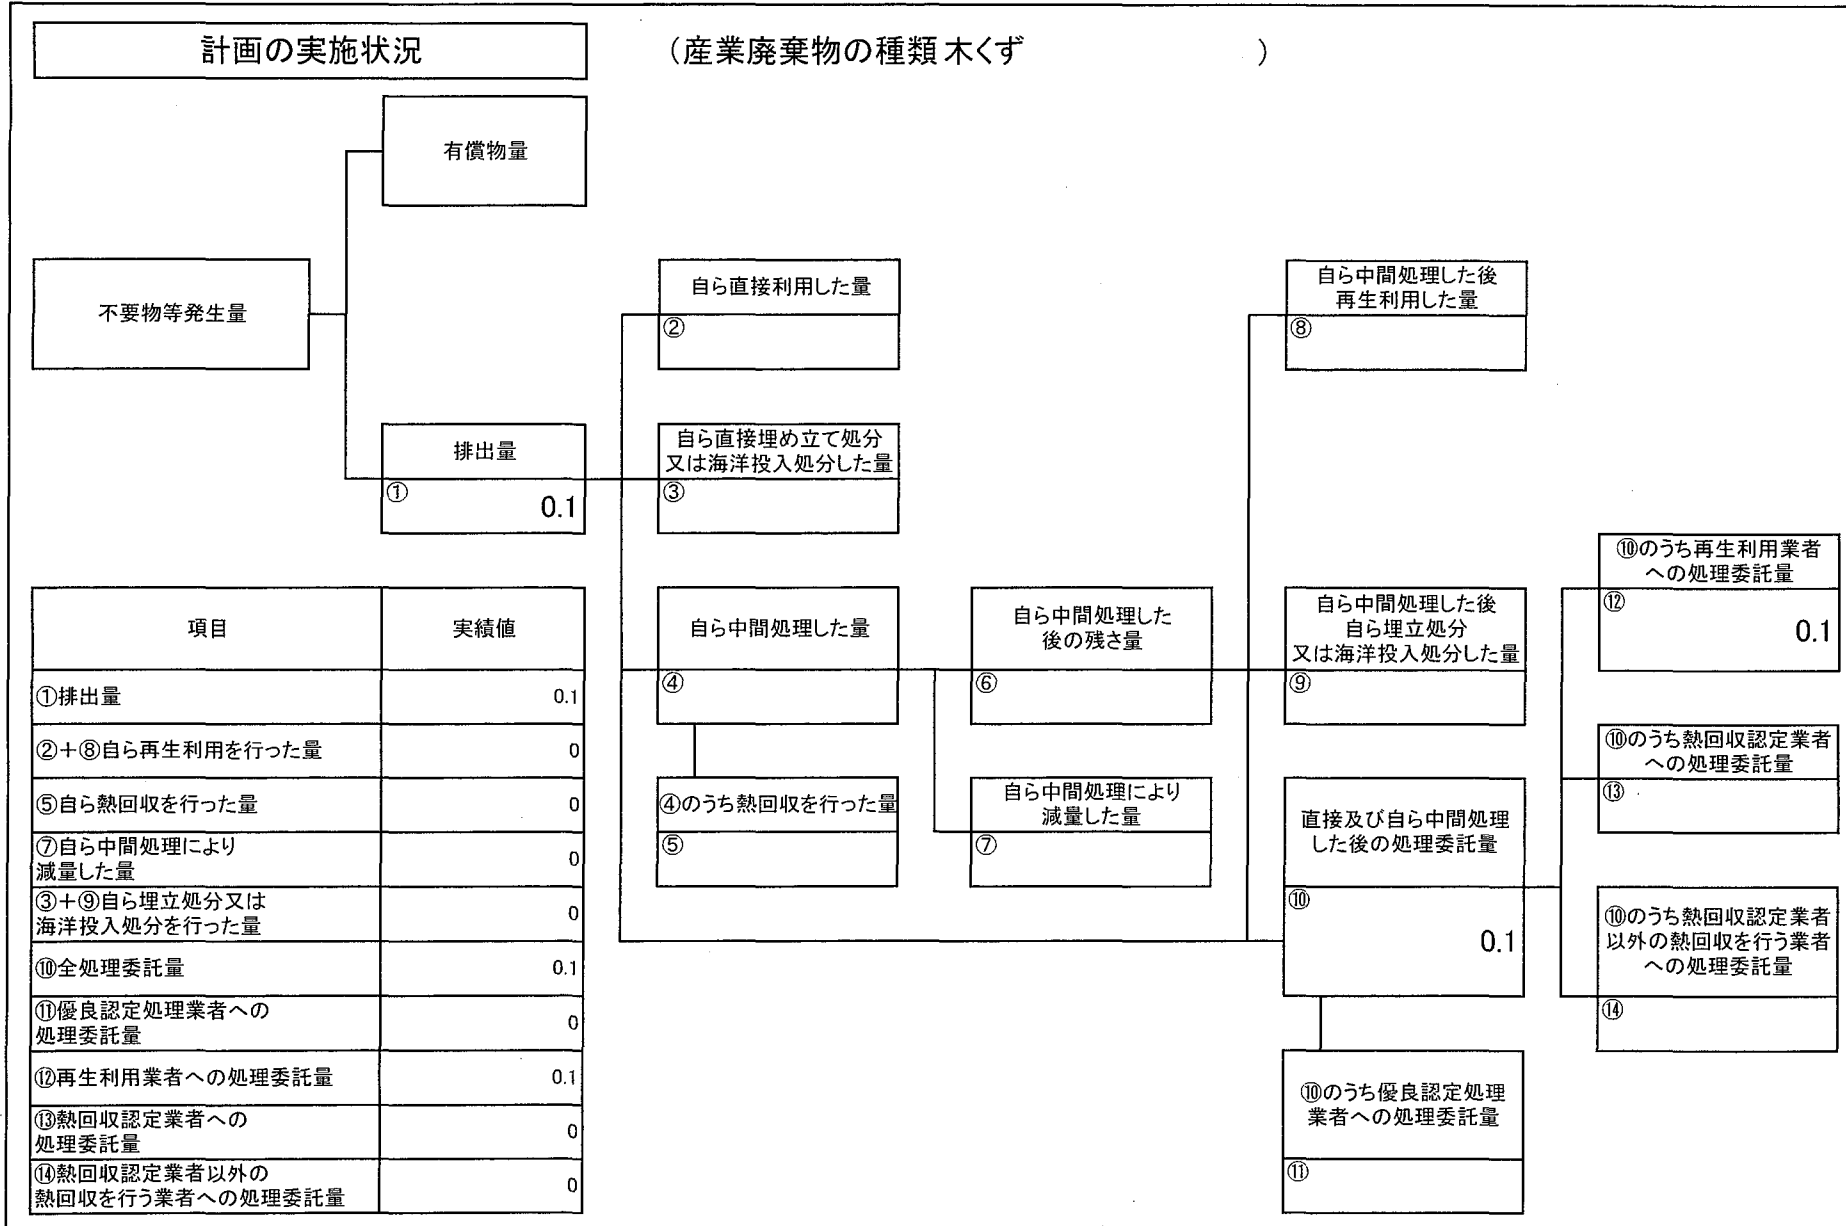 計画の実施状況
（産業廃棄物の種類 木くず ）
有償物量
不要物等発生量
自ら直接利用した量
②
自ら中間処理した後
再生利用した量
⑧
排出量
①
0.1
自ら直接埋め立て処分
又は海洋投入処分した量
③
⑩のうち再生利用業者
への処理委託量
⑫
0.1
自ら中間処理した量
④
自ら中間処理した
後の残さ量
⑥
自ら中間処理した後
自ら埋立処分
又は海洋投入処分した量
⑨
⑩のうち熱回収認定業者
への処理委託量
⑬
④のうち熱回収を行った量
⑤
自ら中間処理により
減量した量
⑦
直接及び自ら中間処理
した後の処理委託量
⑩
0.1
⑩のうち熱回収認定業者
以外の熱回収を行う業者
への処理委託量
⑭
⑩のうち優良認定処理
業者への処理委託量
⑪
項目 実績値
①排出量 0.1
②＋⑧自ら再生利用を行った量 0
⑤自ら熱回収を行った量 0
⑦自ら中間処理により
減量した量 0
③＋⑨自ら埋立処分又は
海洋投入処分を行った量 0
⑩全処理委託量 0.1
⑪優良認定処理業者への
処理委託量 0
⑫再生利用業者への処理委託量 0.1
⑬熱回収認定業者への
処理委託量 0
⑭熱回収認定業者以外の
熱回収を行う業者への処理委託量 0